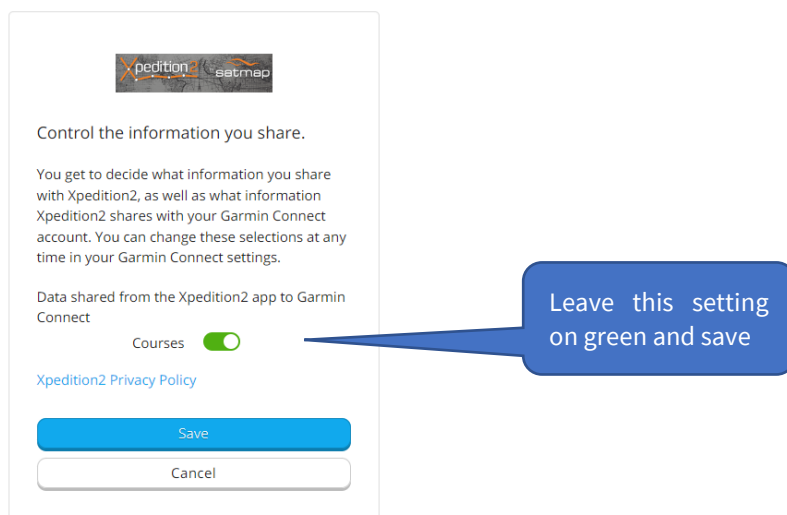 Xpedition2 satmap
Control the information you share.
You get to decide what information you share
with Xpedition2, as well as what information
Xpedition2 shares with your Garmin Connect
account. You can change these selections at any
time in your Garmin Connect settings.
Data shared from the Xpedition2 app to Garmin
Connect
Courses
Leave this setting
on green and save
Xpedition2 Privacy Policy
Save
Cancel